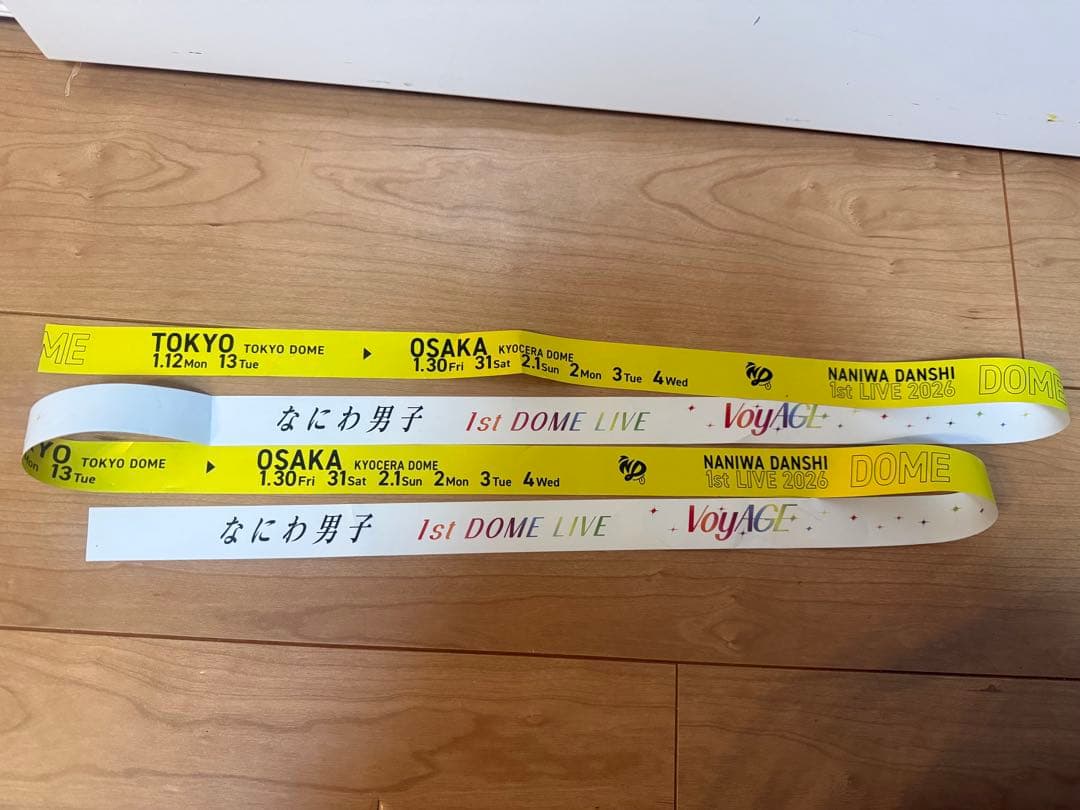 ME TOKYO TOKYO DOME ▶ OSAKA KYOCERA DOME NANIWA DANSHI DOME
1.12Mon 13Tue 1.30Fri 31Sat 2.1Sun 2Mon 3Tue 4Wed 1st LIVE 2026
なにわ男子 1st DOME LIVE VoyAGE
YO TOKYO DOME ▶ OSAKA KYOCERA DOME NANIWA DANSHI DOME
Mon 13Tue 1.30Fri 31Sat 2.1Sun 2Mon 3Tue 4Wed 1st LIVE 2026
なにわ男子 1st DOME LIVE VoyAGE